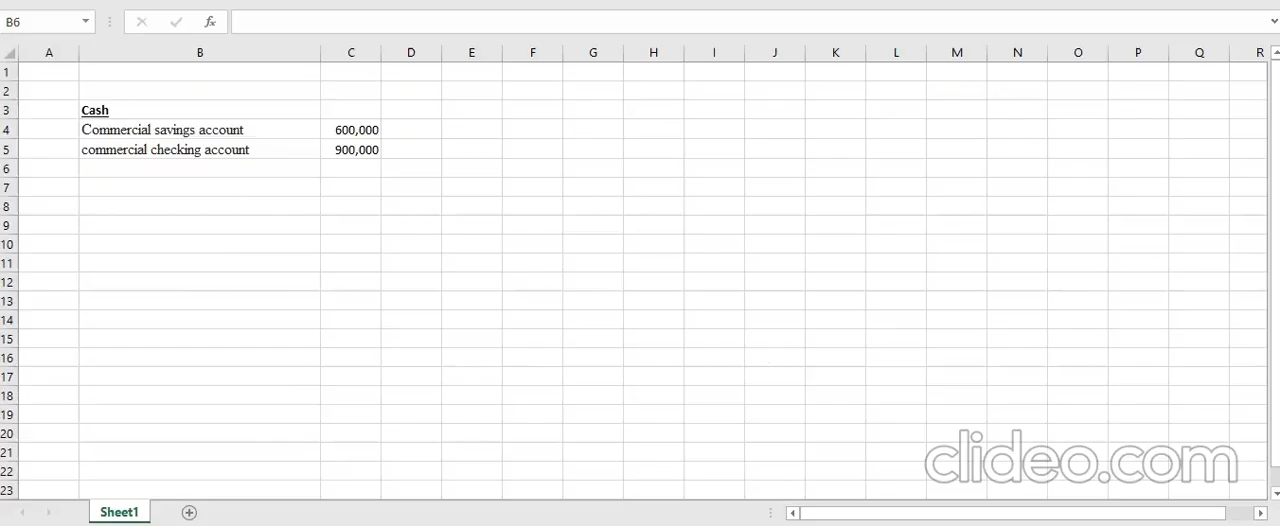 B6
fx
A B C D E F G H I J K L M N O P Q R
1
2
3 Cash
4 Commercial savings account 600,000
5 commercial checking account 900,000
6
7
8
9
10
11
12
13
14
15
16
17
18
19
20
21
22
23
clideo.com
Sheet1